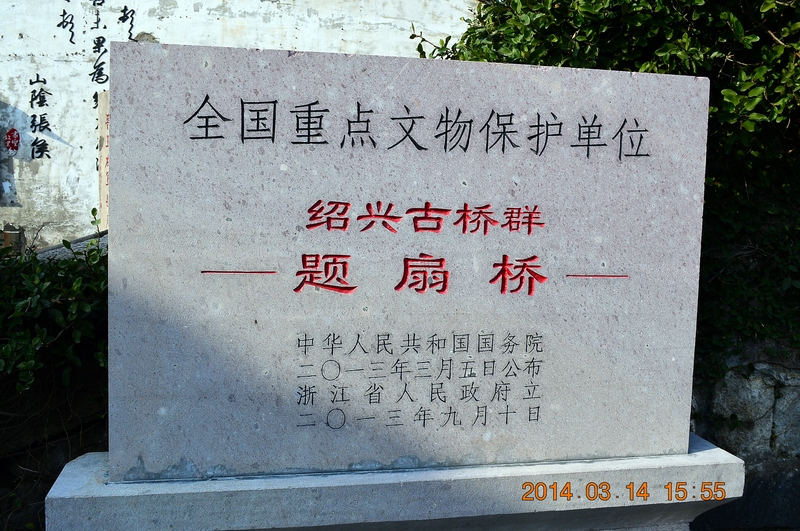 全国重点文物保护单位
绍兴古桥群
题扇桥
中华人民共和国国务院
二〇一三年三月五日公布
浙江省人民政府立
二〇一三年九月十日
山陰張侯
2014.03.14 15:55